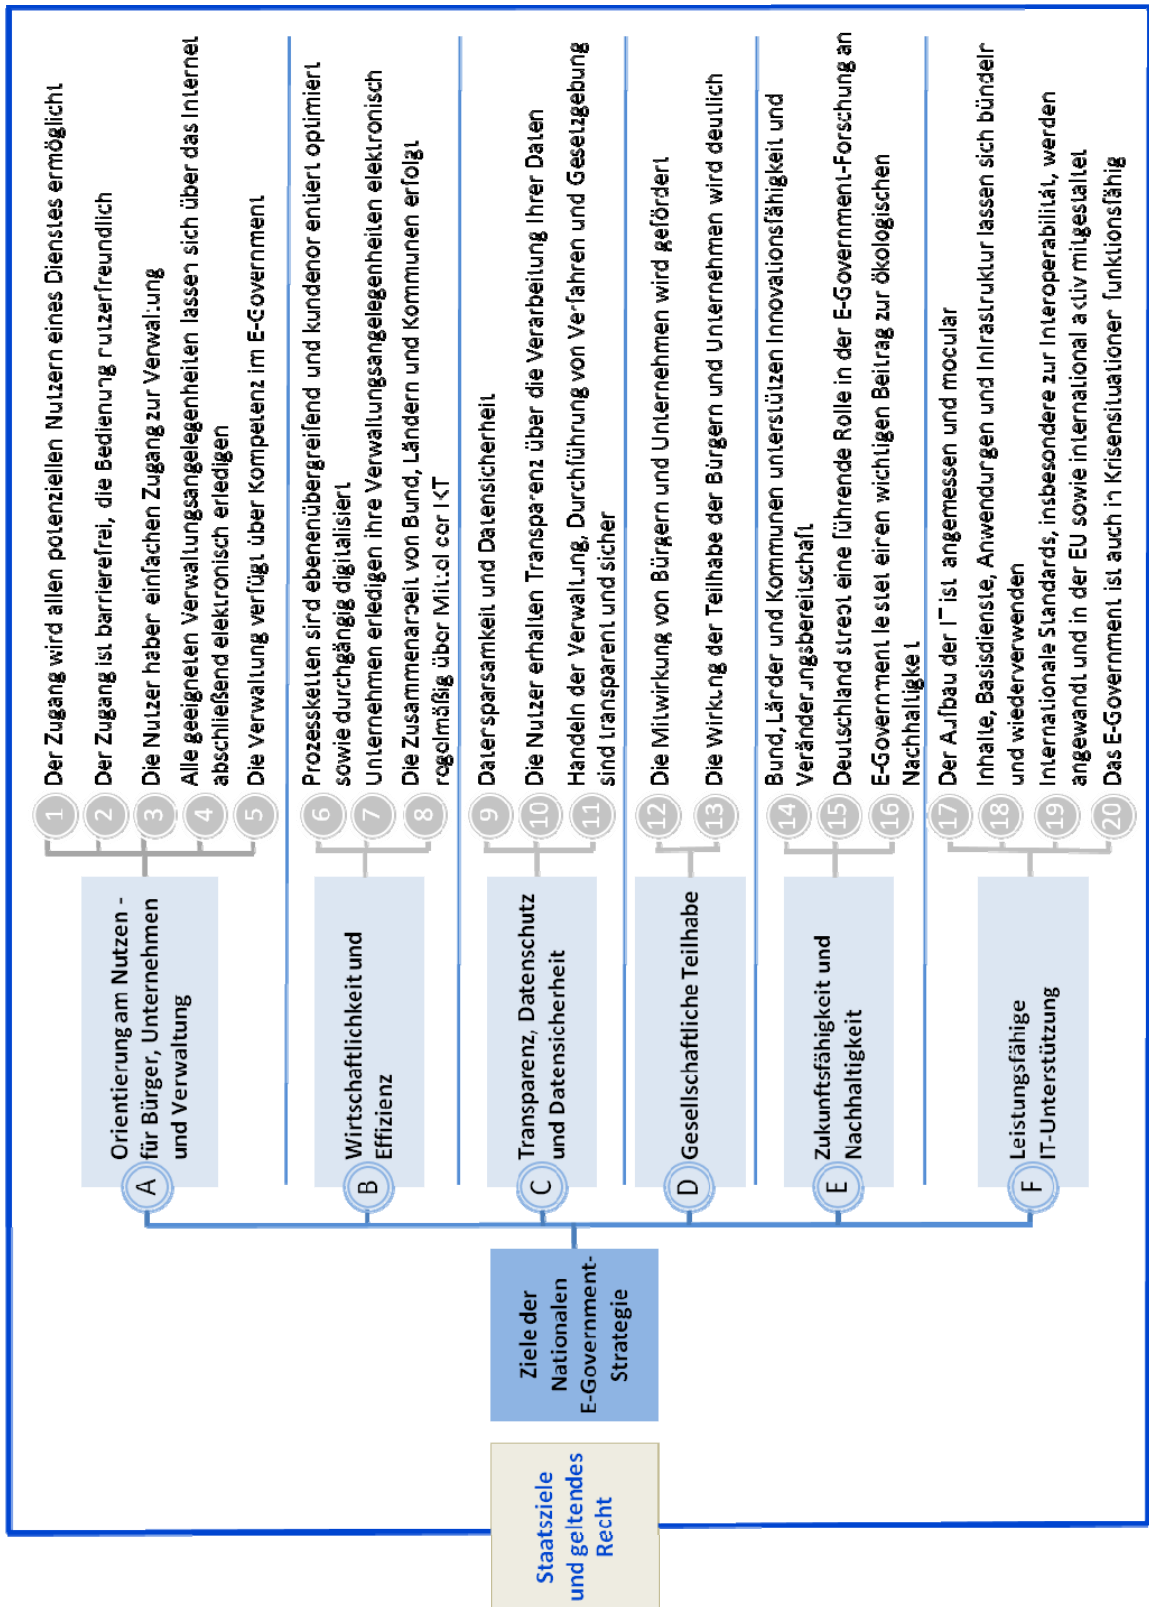 Staatsziele
und geltendes
Recht
Ziele der
Nationalen
E-Government-
Strategie
A
Orientierung am Nutzen -
für Bürger, Unternehmen
und Verwaltung
1
Der Zugang wird allen potenziellen Nutzern eines Dienstes ermöglicht
2
Der Zugang ist barrierefrei, die Bedienung nutzerfreundlich
3
Die Nutzer haben einfachen Zugang zur Verwaltung
4
Alle geeigneten Verwaltungsangelegenheiten lassen sich über das Internet
abschließend elektronisch erledigen
5
Die Verwaltung verfügt über Kompetenz im E-Government
B
Wirtschaftlichkeit und
Effizienz
6
Prozessketten sind ebenenübergreifend und kundenorientiert optimiert
sowie durchgängig digitalisiert
7
Unternehmen erledigen ihre Verwaltungsangelegenheiten elektronisch
8
Die Zusammenarbeit von Bund, Ländern und Kommunen erfolgt
regelmäßig über Mittel der IKT
C
Transparenz, Datenschutz
und Datensicherheit
9
Datensparsamkeit und Datensicherheit
10
Die Nutzer erhalten Transparenz über die Verarbeitung Ihrer Daten
11
Handeln der Verwaltung, Durchführung von Verfahren und Gesetzgebung
sind transparent und sicher
D
Gesellschaftliche Teilhabe
12
Die Mitwirkung von Bürgern und Unternehmen wird gefördert
13
Die Wirkung der Teilhabe der Bürgern und Unternehmen wird deutlich
E
Zukunftsfähigkeit und
Nachhaltigkeit
14
Bund, Länder und Kommunen unterstützen Innovationsfähigkeit und
Veränderungsbereitschaft
15
Deutschland strebt eine führende Rolle in der E-Government-Forschung an
16
E-Government leistet einen wichtigen Beitrag zur ökologischen
Nachhaltigkeit
F
Leistungsfähige
IT-Unterstützung
17
Der Aufbau der IT ist angemessen und modular
18
Inhalte, Basisdienste, Anwendungen und Infrastruktur lassen sich bündeln
und wiederverwenden
19
Internationale Standards, insbesondere zur Interoperabilität, werden
angewandt und in der EU sowie international aktiv mitgestaltet
20
Das E-Government ist auch in Krisensituationen funktionsfähig